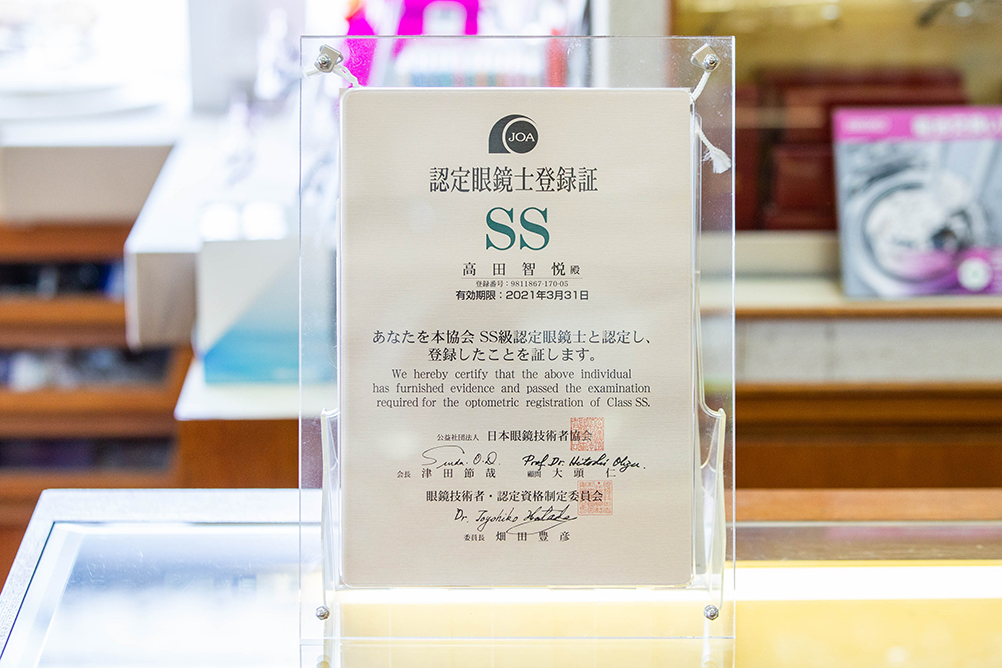 JOA
認定眼鏡士登録証
SS
高田智悦殿
登録番号：9811867-170-05
有効期限：2021年3月31日
あなたを本協会 SS級認定眼鏡士と認定し、
登録したことを証します。
We hereby certify that the above individual
has furnished evidence and passed the examination
required for the optometric registration of Class SS.
公益社団法人 日本眼鏡技術者協会
Prof. Dr. Hitoshi Ohzu.
会長 津田節哉 顧問 大頭仁
眼鏡技術者・認定資格制定委員会
Dr. Toyohiko Hatada
委員長 畑田豊彦